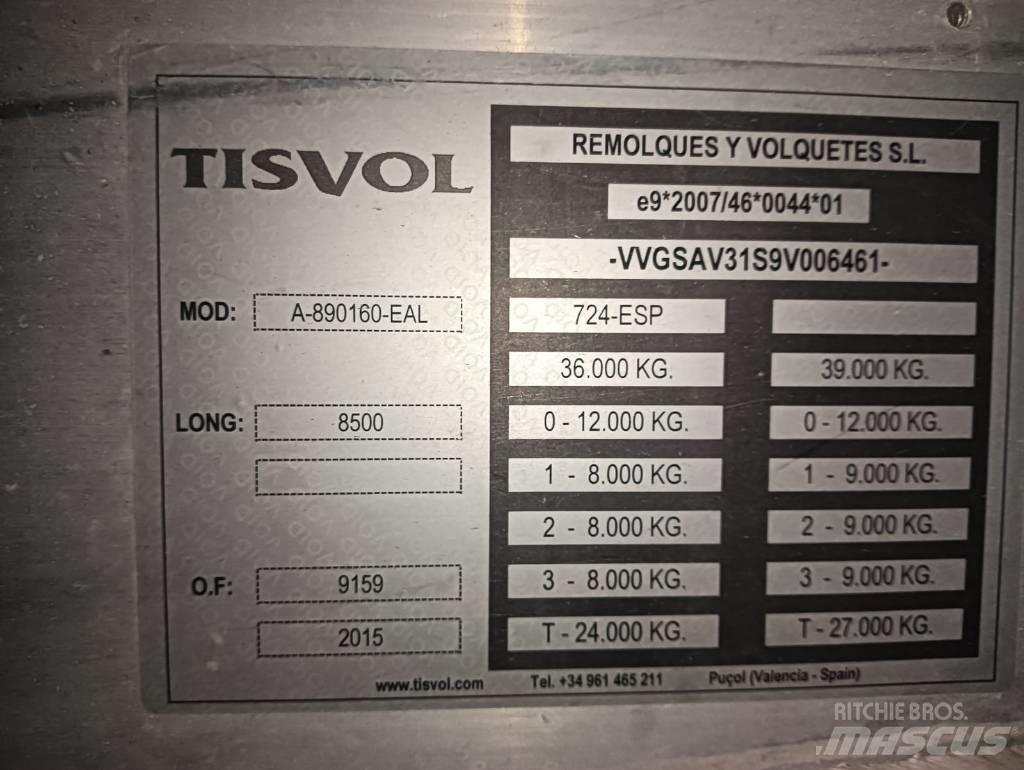 TISVOL
REMOLQUES Y VOLQUETES S.L.
e9*2007/46*0044*01
-VVGSAV31S9V006461-
MOD: A-890160-EAL 724-ESP
36.000 KG. 39.000 KG.
LONG: 8500 0 - 12.000 KG. 0 - 12.000 KG.
1 - 8.000 KG. 1 - 9.000 KG.
2 - 8.000 KG. 2 - 9.000 KG.
O.F: 9159 3 - 8.000 KG. 3 - 9.000 KG.
2015 T - 24.000 KG. T - 27.000 KG.
www.tisvol.com Tel. +34 961 465 211 Puçol (Valencia - Spain)
RITCHIE BROS.
MASCUS